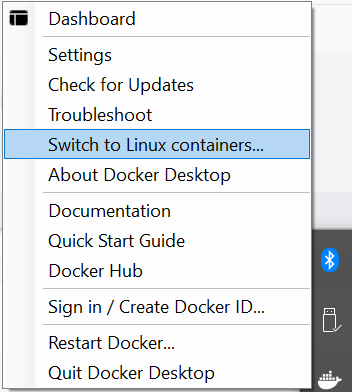 Dashboard
Settings
Check for Updates
Troubleshoot
Switch to Linux containers...
About Docker Desktop
Documentation
Quick Start Guide
Docker Hub
Sign in / Create Docker ID...
Restart Docker...
Quit Docker Desktop